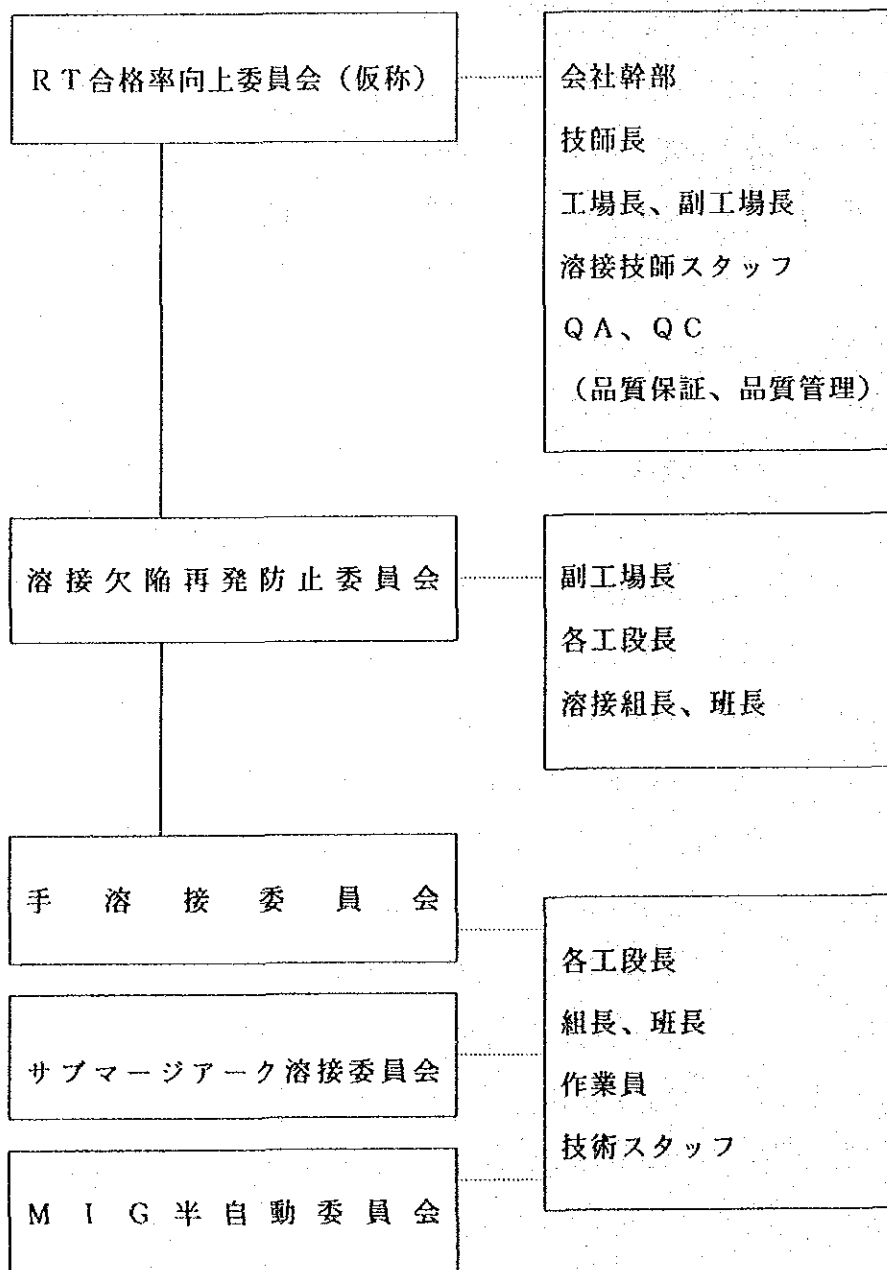 RT合格率向上委員会（仮称）
会社幹部
技師長
工場長、副工場長
溶接技師スタッフ
QA、QC
（品質保証、品質管理）
溶接欠陥再発防止委員会
副工場長
各工段長
溶接組長、班長
手溶接委員会
サブマージアーク溶接委員会
MIG半自動委員会
各工段長
組長、班長
作業員
技術スタッフ